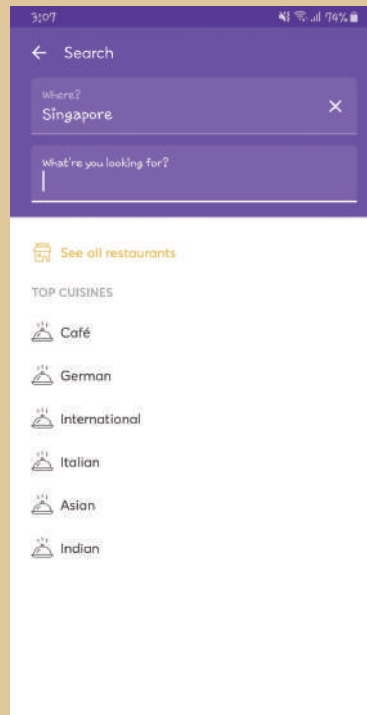 3:07 74%
Search
Where?
Singapore
What're you looking for?
See all restaurants
TOP CUISINES
Café
German
International
Italian
Asian
Indian